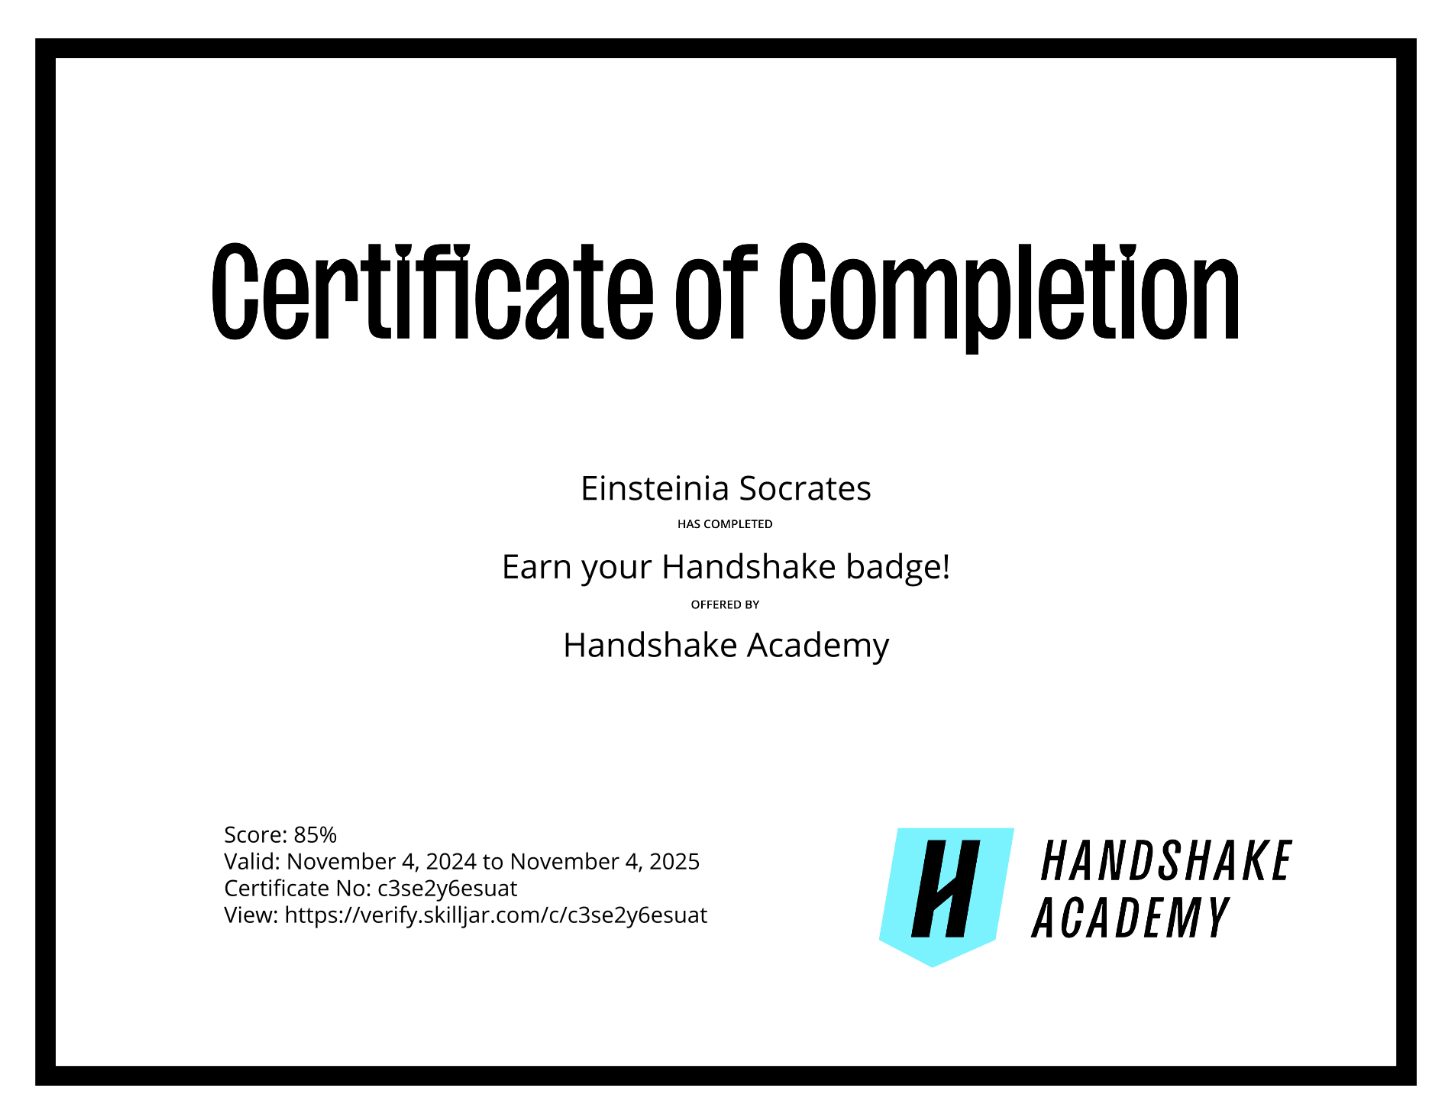 Certificate of Completion
Einsteinia Socrates
HAS COMPLETED
Earn your Handshake badge!
OFFERED BY
Handshake Academy
Score: 85%
Valid: November 4, 2024 to November 4, 2025
Certificate No: c3se2y6esuat
View: https://verify.skilljar.com/c/c3se2y6esuat
H
HANDSHAKE
ACADEMY